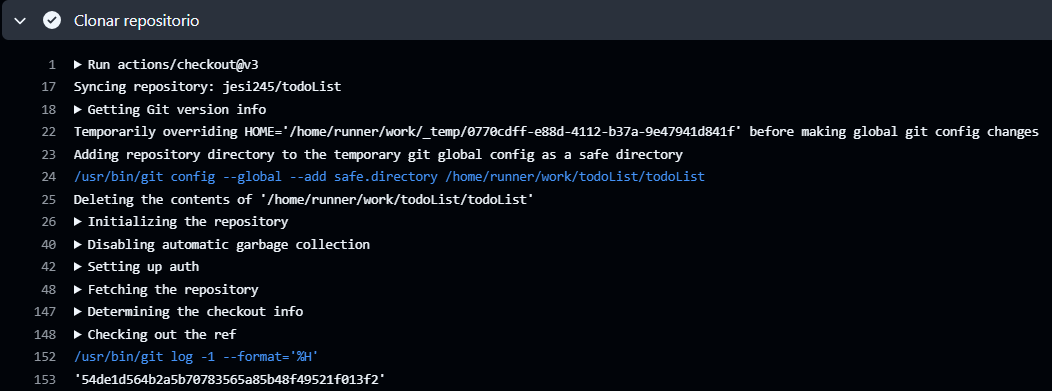 Clonar repositorio
1 ▶ Run actions/checkout@v3
17 Syncing repository: jesi245/todoList
18 ▶ Getting Git version info
22 Temporarily overriding HOME='/home/runner/work/_temp/0770cdff-e88d-4112-b37a-9e47941d841f' before making global git config changes
23 Adding repository directory to the temporary git global config as a safe directory
24 /usr/bin/git config --global --add safe.directory /home/runner/work/todoList/todoList
25 Deleting the contents of '/home/runner/work/todoList/todoList'
26 ▶ Initializing the repository
40 ▶ Disabling automatic garbage collection
42 ▶ Setting up auth
48 ▶ Fetching the repository
147 ▶ Determining the checkout info
148 ▶ Checking out the ref
152 /usr/bin/git log -1 --format='%H'
153 '54de1d564b2a5b70783565a85b48f49521f013f2'